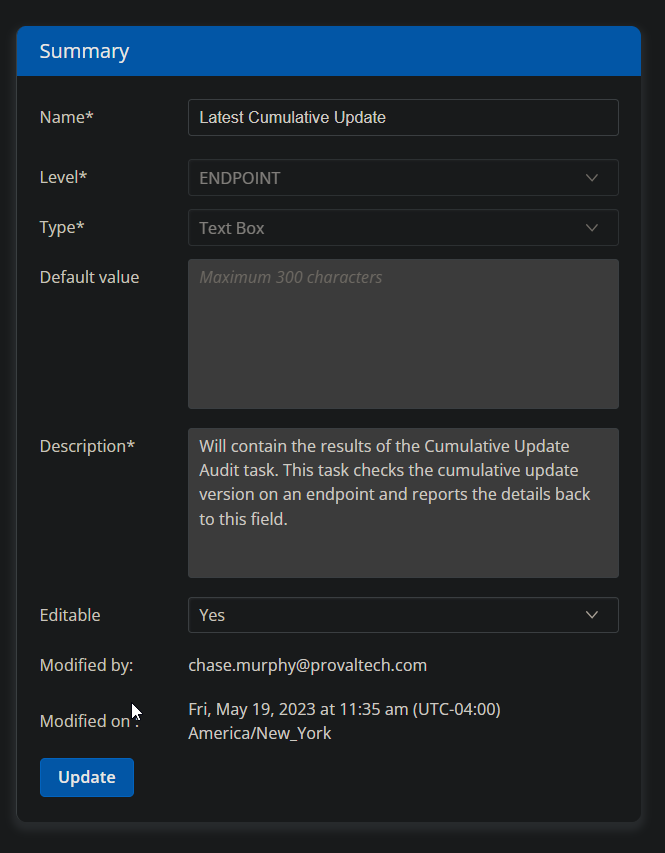 Summary
Name* Latest Cumulative Update
Level* ENDPOINT
Type* Text Box
Default value Maximum 300 characters
Description* Will contain the results of the Cumulative Update
Audit task. This task checks the cumulative update
version on an endpoint and reports the details back
to this field.
Editable Yes
Modified by: chase.murphy@provaltech.com
Modified on : Fri, May 19, 2023 at 11:35 am (UTC-04:00)
America/New_York
Update